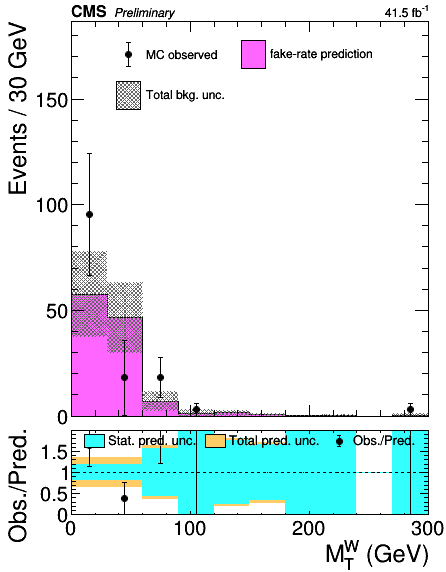 CMS Preliminary 41.5 fb-1
Events / 30 GeV
MC observed
fake-rate prediction
Total bkg. unc.
150
100
50
0
Stat. pred. unc.
Total pred. unc.
Obs./Pred.
Obs./Pred.
1.5
1
0.5
0
0 100 200 300
M_T^W (GeV)